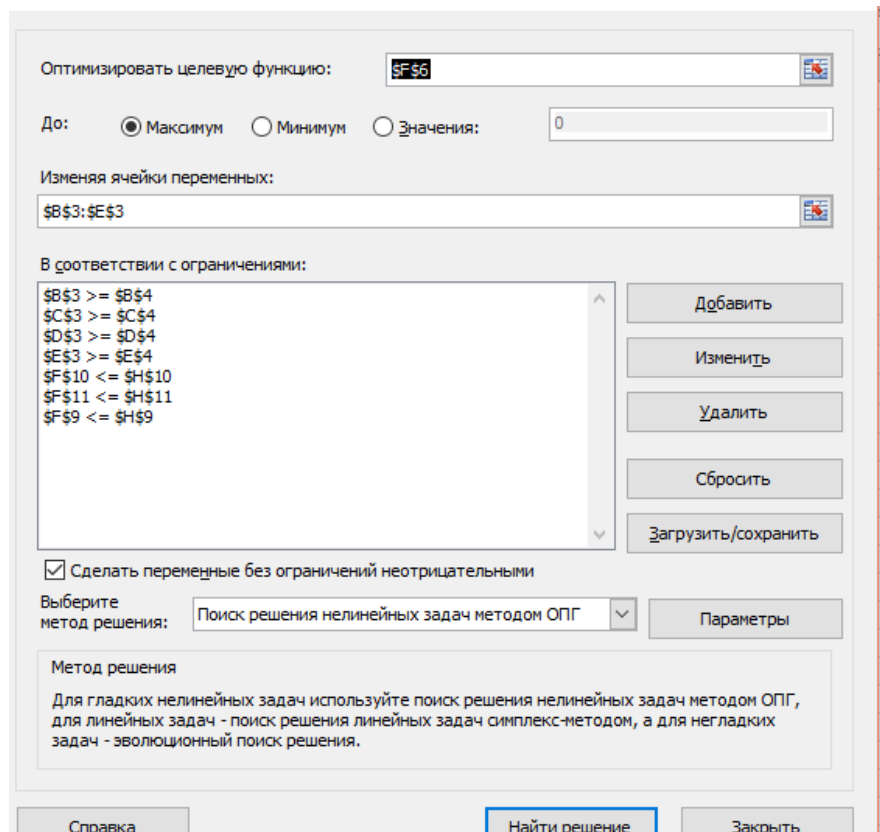 Оптимизировать целевую функцию: $F$6
До: Максимум Минимум Значения: 0
Изменяя ячейки переменных:
$B$3:$E$3
В соответствии с ограничениями:
$B$3 >= $B$4
$C$3 >= $C$4
$D$3 >= $D$4
$E$3 >= $E$4
$F$10 <= $H$10
$F$11 <= $H$11
$F$9 <= $H$9
Добавить
Изменить
Удалить
Сбросить
Загрузить/сохранить
Сделать переменные без ограничений неотрицательными
Выберите
метод решения:
Поиск решения нелинейных задач методом ОПГ
Параметры
Метод решения
Для гладких нелинейных задач используйте поиск решения нелинейных задач методом ОПГ,
для линейных задач - поиск решения линейных задач симплекс-методом, а для негладких
задач - эволюционный поиск решения.
Справка
Найти решение
Закрыть